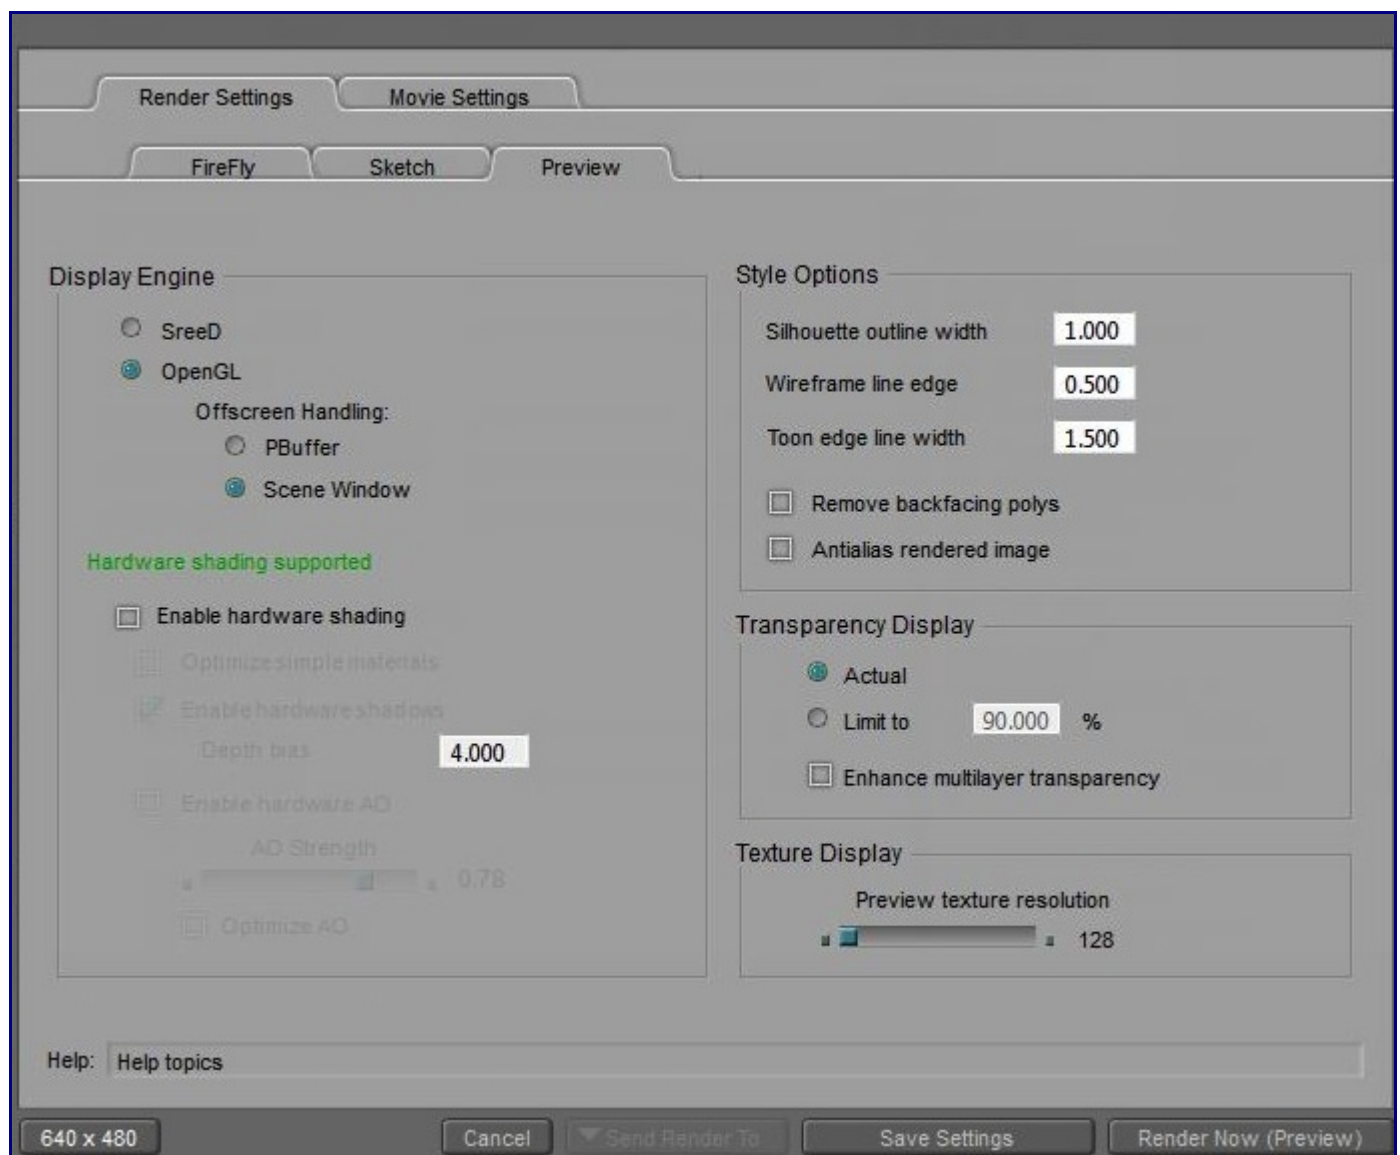 Render Settings Movie Settings
FireFly Sketch Preview
Display Engine
SreeD
OpenGL
Offscreen Handling:
PBuffer
Scene Window
Hardware shading supported
Enable hardware shading
Optimize simple materials
Enable hardware shadows
Depth bias 4.000
Enable hardware AO
AO Strength
0.78
Optimize AO
Style Options
Silhouette outline width 1.000
Wireframe line edge 0.500
Toon edge line width 1.500
Remove backfacing polys
Antialias rendered image
Transparency Display
Actual
Limit to 90.000 %
Enhance multilayer transparency
Texture Display
Preview texture resolution
128
Help: Help topics
640 x 480 Cancel Send Render To Save Settings Render Now (Preview)